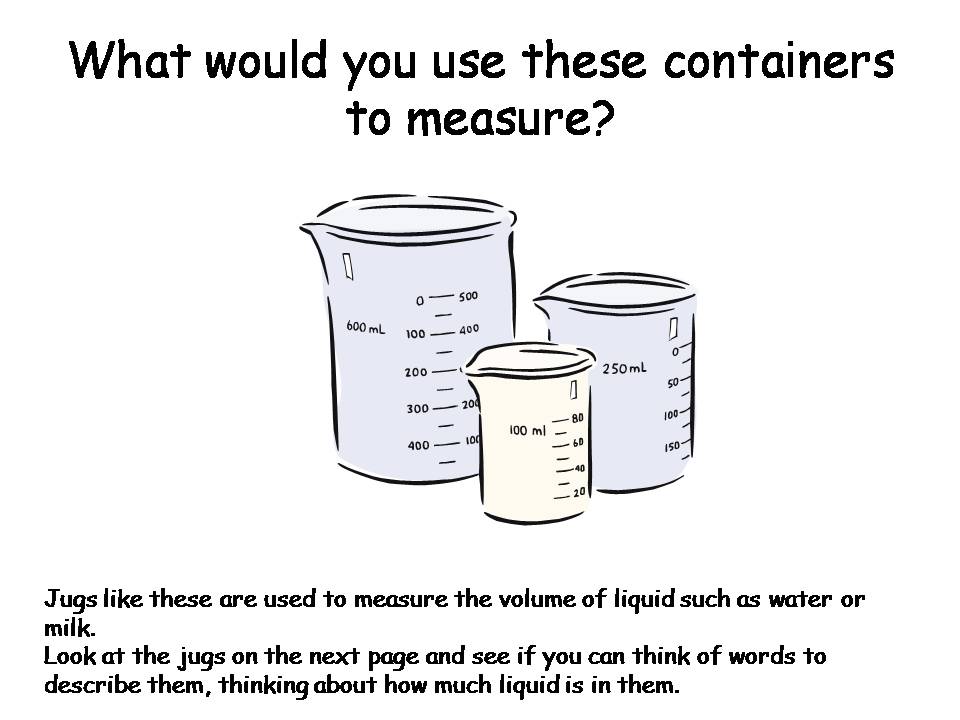 What would you use these containers
to measure?
600 mL
0 500
100 400
200
300 200
400 100
250 mL
0
50
100
150
100 ml
80
60
40
20
Jugs like these are used to measure the volume of liquid such as water or
milk.
Look at the jugs on the next page and see if you can think of words to
describe them, thinking about how much liquid is in them.